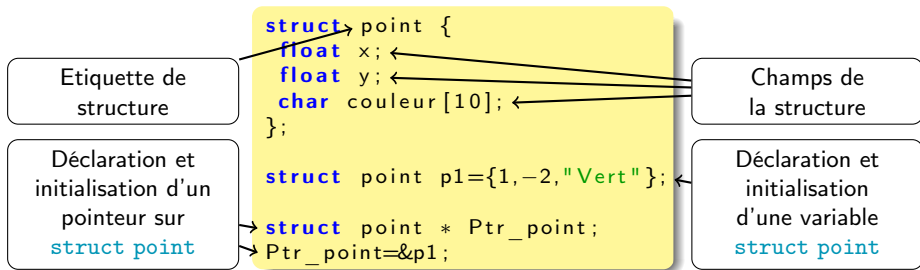 struct point {
float x;
float y;
char couleur[10];
};
struct point p1={1,−2,"Vert"};
struct point * Ptr_point;
Ptr_point=&p1;
Etiquette de
structure
Champs de
la structure
Déclaration et
initialisation d'un
pointeur sur
struct point
Déclaration et
initialisation
d'une variable
struct point